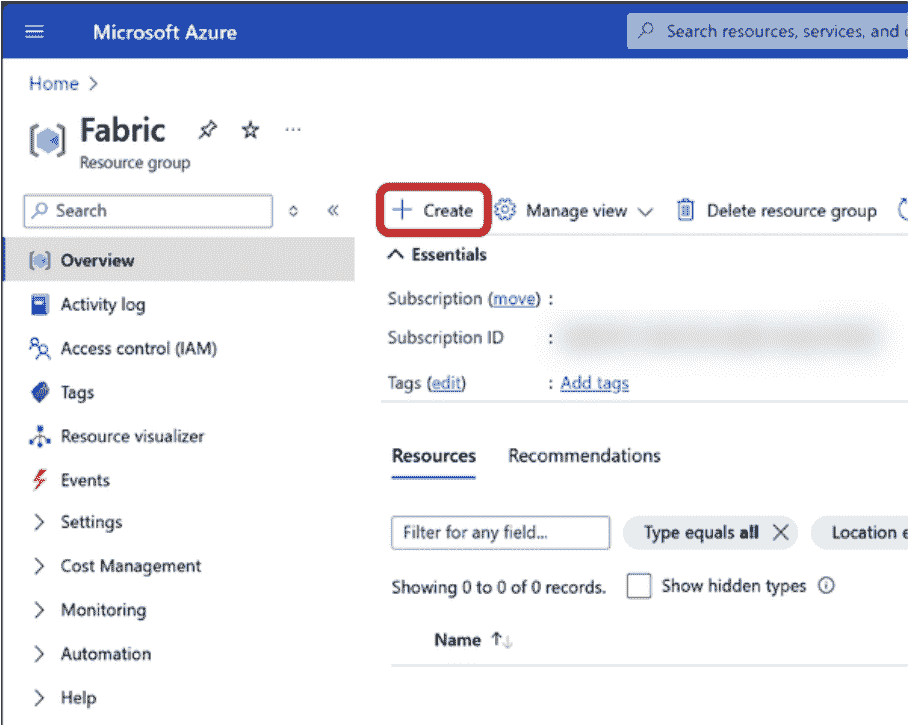 Microsoft Azure
Search resources, services, and
Home
Fabric
Resource group
Search
Overview
Activity log
Access control (IAM)
Tags
Resource visualizer
Events
Settings
Cost Management
Monitoring
Automation
Help
+ Create Manage view Delete resource group
Essentials
Subscription (move) :
Subscription ID :
Tags (edit) : Add tags
Resources Recommendations
Filter for any field... Type equals all Location
Showing 0 to 0 of 0 records. Show hidden types
Name